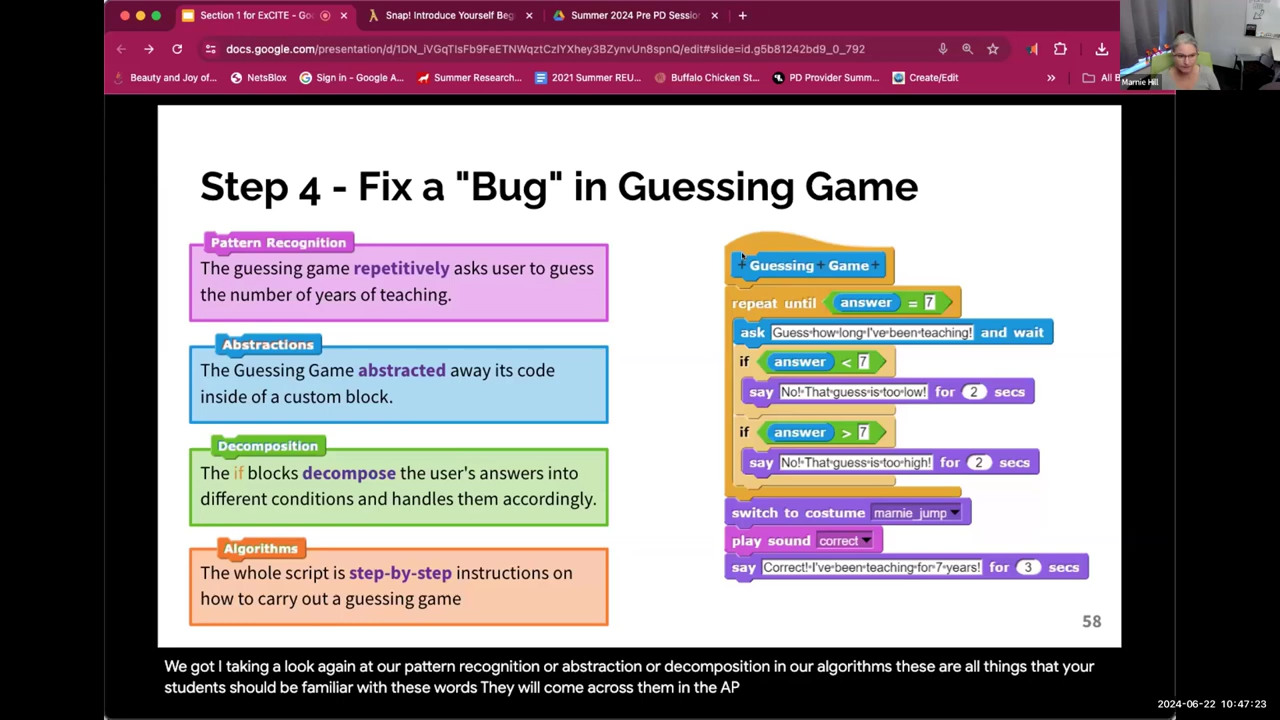 Section 1 for ExCITE - Goo
Snap! Introduce Yourself Beg
Summer 2024 Pre PD Session
docs.google.com/presentation/d/1DN_iVGqTIsFb9FeETNWqztCzIYXhey3BZynvUn8spnQ/edit#slide=id.g5b81242bd9_0_792
Beauty and Joy of...
NetsBlox
Sign in - Google A...
Summer Research...
2021 Summer REU...
Buffalo Chicken St...
PD Provider Summ...
Create/Edit
»
All B
Marnie Hill
Step 4 - Fix a "Bug" in Guessing Game
Pattern Recognition
The guessing game repetitively asks user to guess
the number of years of teaching.
Abstractions
The Guessing Game abstracted away its code
inside of a custom block.
Decomposition
The if blocks decompose the user's answers into
different conditions and handles them accordingly.
Algorithms
The whole script is step-by-step instructions on
how to carry out a guessing game
+ Guessing + Game +
repeat until answer = 7
ask Guess how long I've been teaching! and wait
if answer < 7
say No! That guess is too low! for 2 secs
if answer > 7
say No! That guess is too high! for 2 secs
switch to costume marnie_jump
play sound correct
say Correct! I've been teaching for 7 years! for 3 secs
58
We got I taking a look again at our pattern recognition or abstraction or decomposition in our algorithms these are all things that your
students should be familiar with these words They will come across them in the AP
2024-06-22 10:47:23